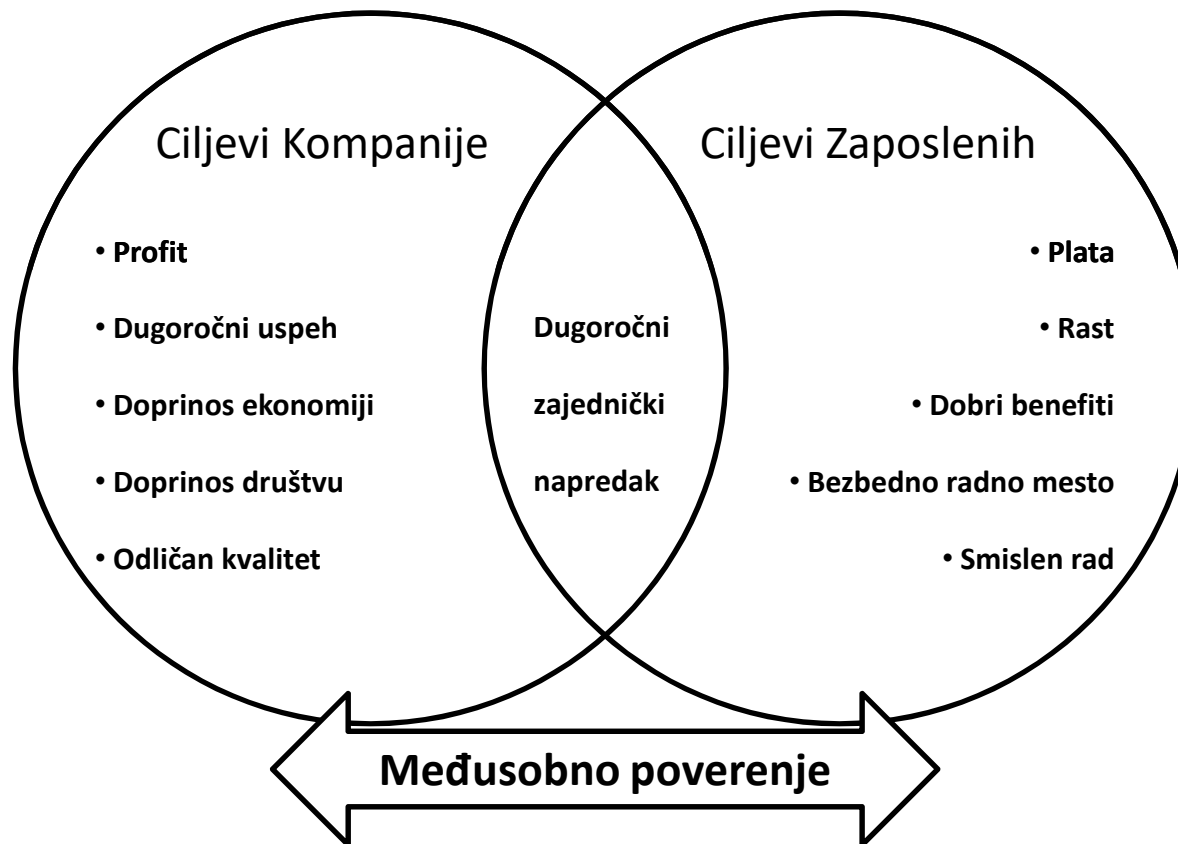 Ciljevi Kompanije
• Profit
• Dugoročni uspeh
• Doprinos ekonomiji
• Doprinos društvu
• Odličan kvalitet
Dugoročni
zajednički
napredak
Ciljevi Zaposlenih
• Plata
• Rast
• Dobri benefiti
• Bezbedno radno mesto
• Smislen rad
Međusobno poverenje